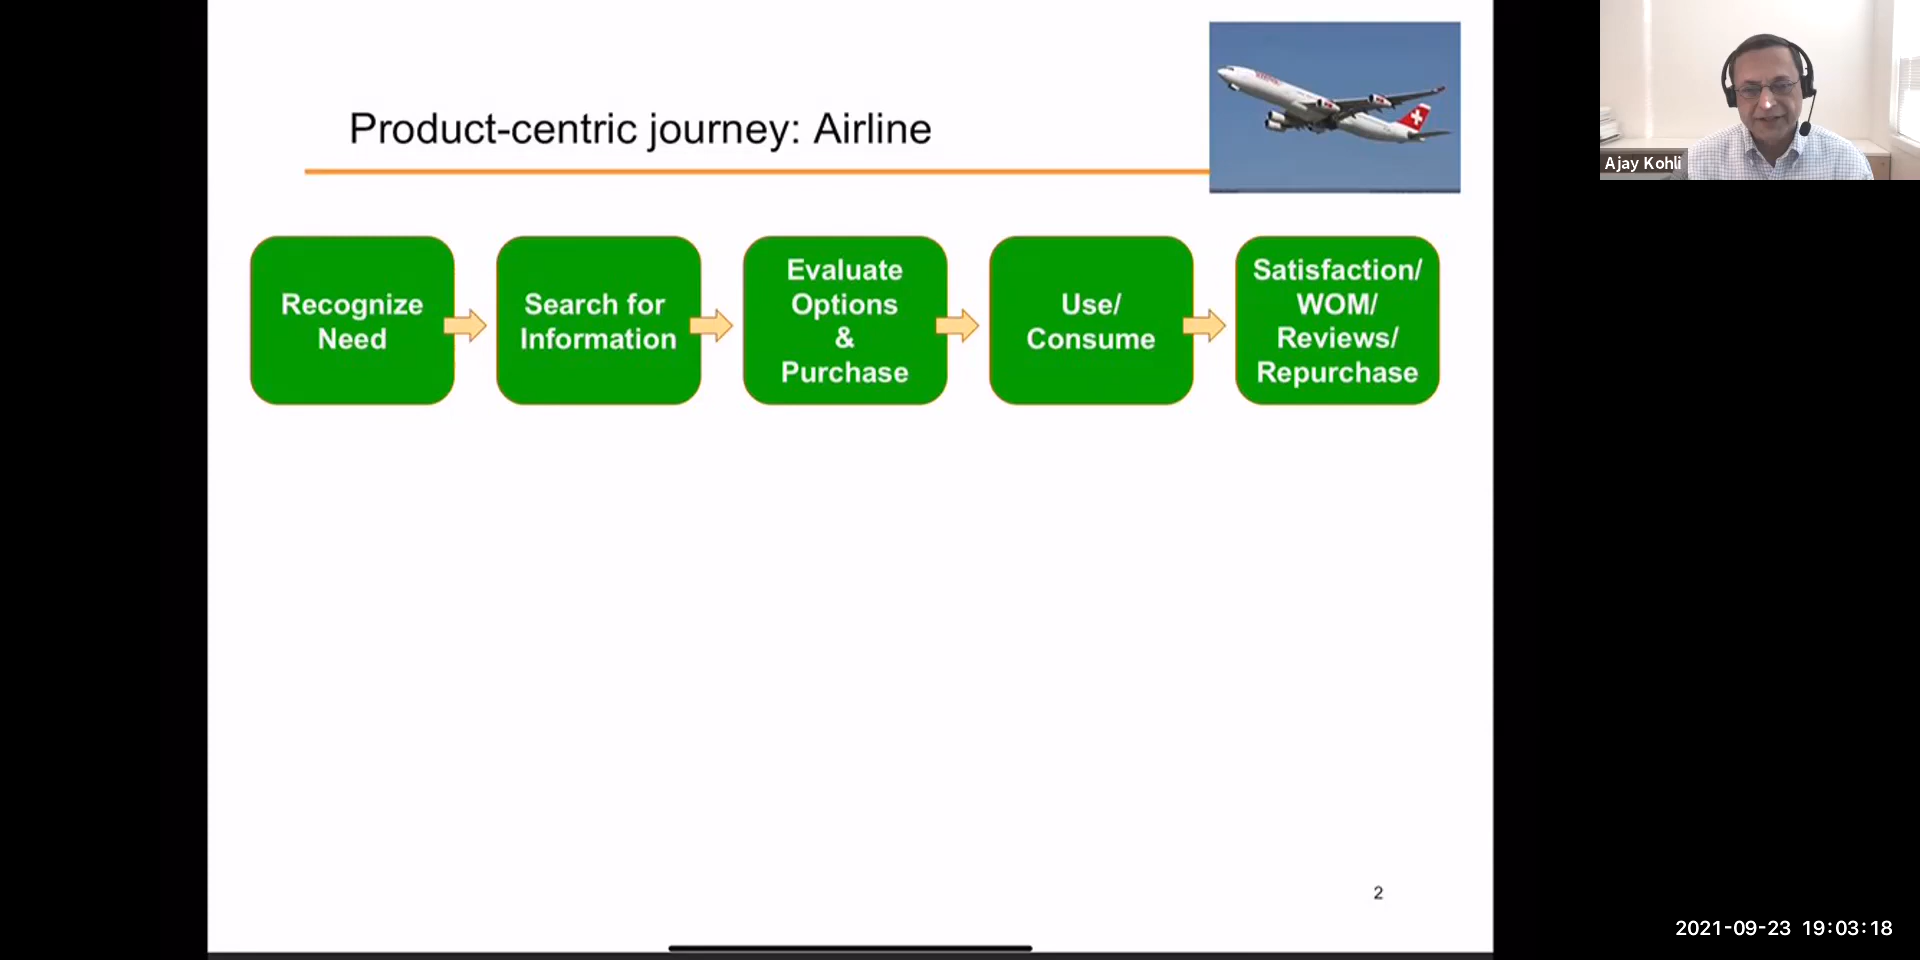 Product-centric journey: Airline
Recognize
Need
Search for
Information
Evaluate
Options
&
Purchase
Use/
Consume
Satisfaction/
WOM/
Reviews/
Repurchase
2
Ajay Kohli
2021-09-23 19:03:18